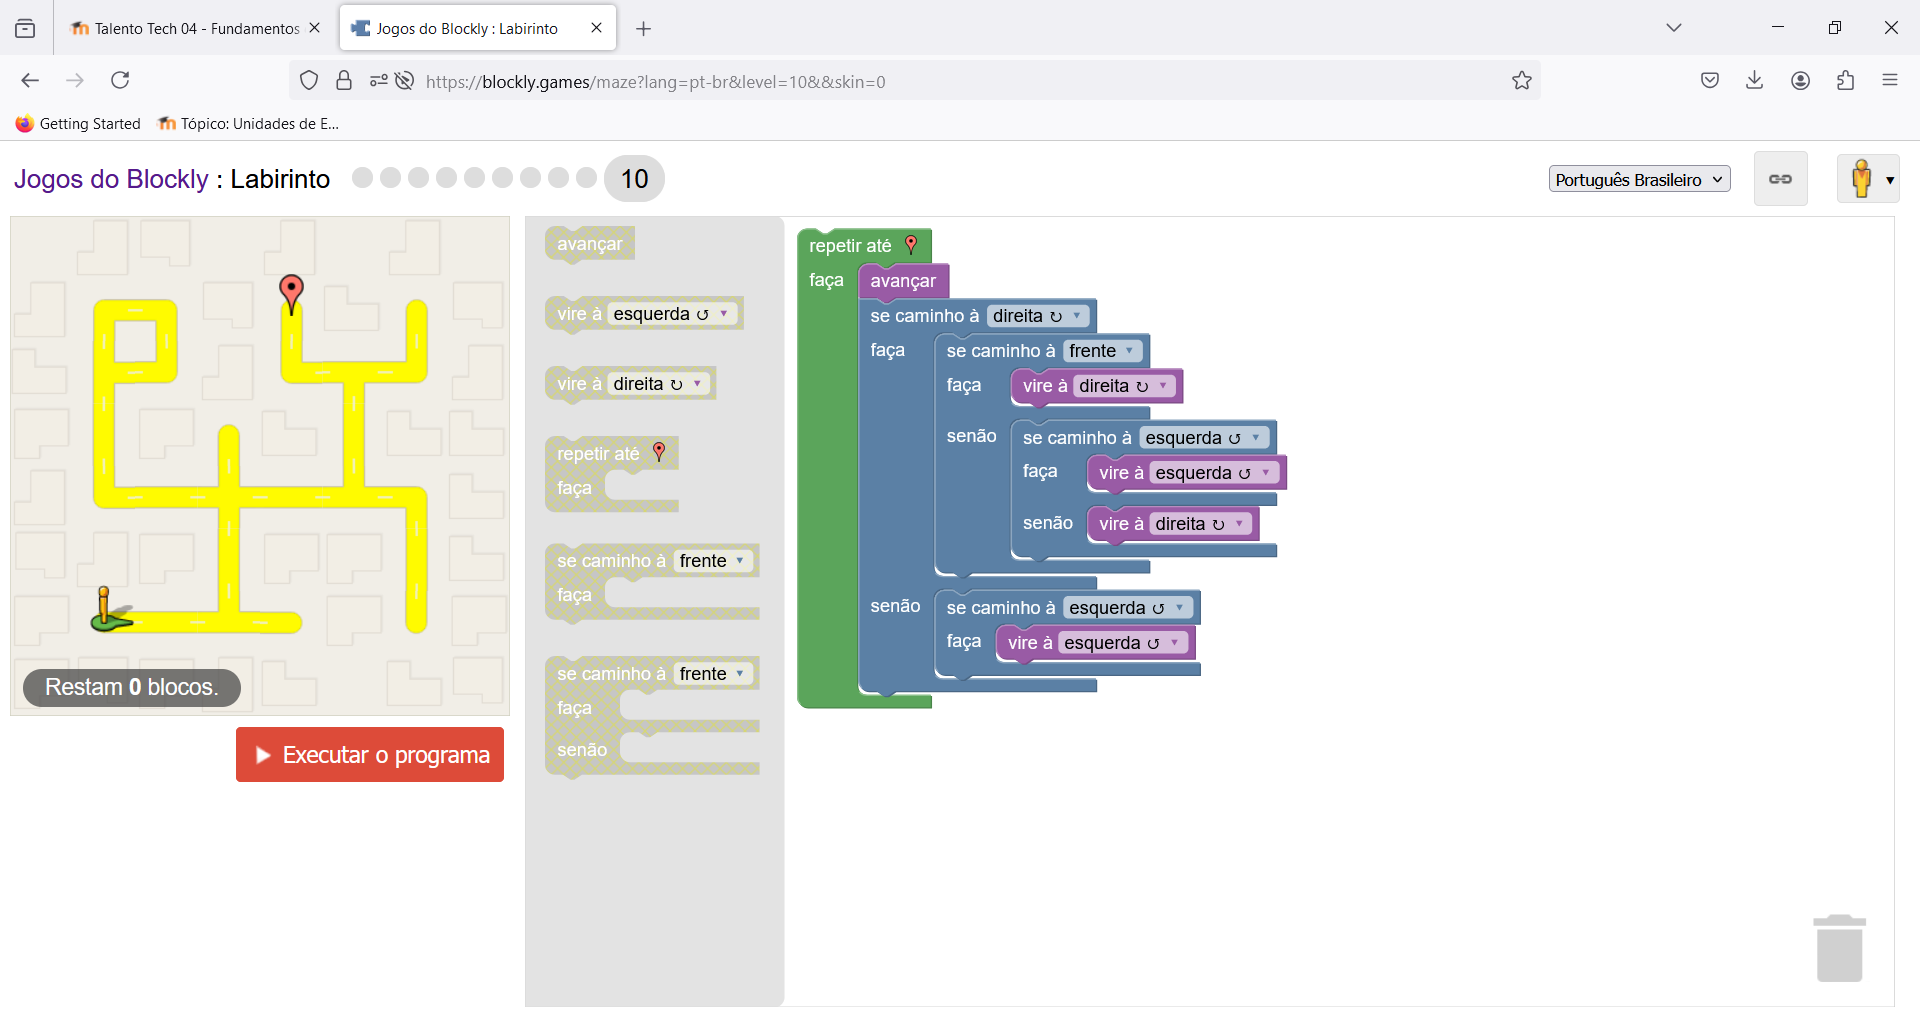 Talento Tech 04 - Fundamentos
Jogos do Blockly : Labirinto
https://blockly.games/maze?lang=pt-br&level=10&&skin=0
Getting Started
Tópico: Unidades de E...
Jogos do Blockly : Labirinto
10
Português Brasileiro
Restam 0 blocos.
Executar o programa
avançar
vire à esquerda ↺
vire à direita ↻
repetir até
faça
se caminho à frente
faça
se caminho à frente
faça
senão
repetir até
faça
avançar
se caminho à direita ↻
faça
se caminho à frente
faça
vire à direita ↻
senão
se caminho à esquerda ↺
faça
vire à esquerda ↺
senão
vire à direita ↻
senão
se caminho à esquerda ↺
faça
vire à esquerda ↺